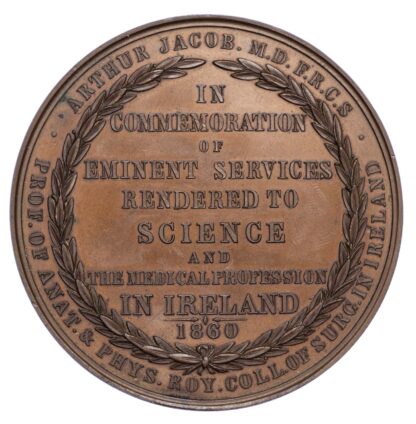 · ARTHUR JACOB. M.D. F.R.C.S ·
PROF. OF ANAT. & PHYS. ROY. COLL. OF SURG. IN IRELAND
IN
COMMEMORATION
OF
EMINENT SERVICES
RENDERED TO
SCIENCE
AND
THE MEDICAL PROFESSION
IN IRELAND
1860